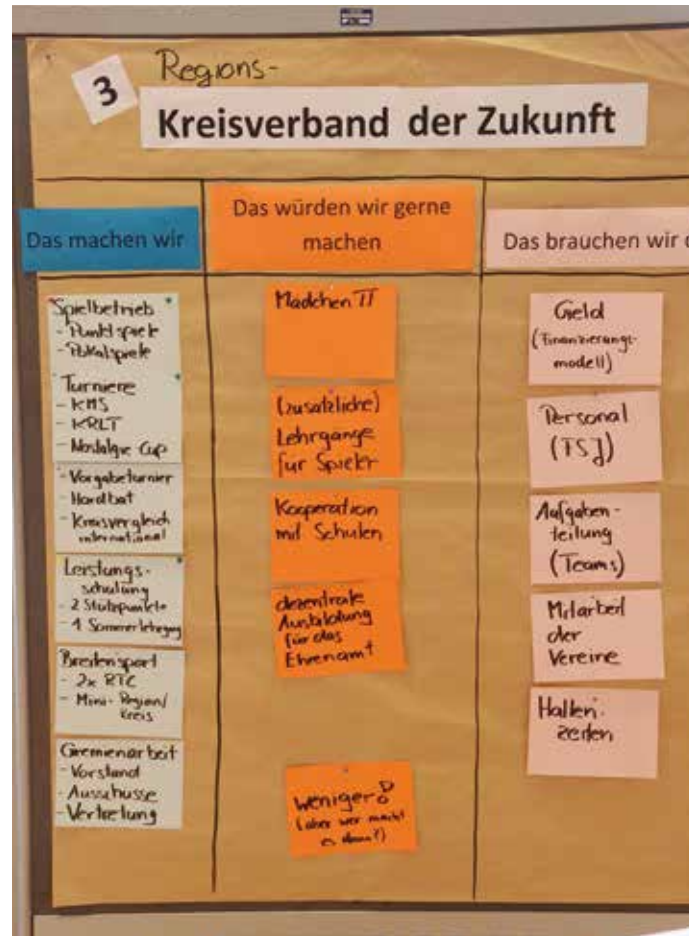 3
Regions-
Kreisverband der Zukunft
Das machen wir
Spielbetrieb
- Punktspiele
- Pokalspiele
Turniere
- KMS
- KRLT
- Nostalgie Cup
- Vorgabeturnier
- Hardbat
- Kreisvergleich
international
Leistungs-
schulung
- 2 Stützpunkte
- 1 Sommerlehrgang
Breitensport
- 2x RTC
- Mini-Region/
Kreis
Gremienarbeit
- Vorstand
- Ausschüsse
- Vertretung
Das würden wir gerne
machen
Mädchen TT
(zusätzliche)
Lehrgänge
für Spieler
Kooperation
mit Schulen
dezentrale
Ausbildung
für das
Ehrenamt
weniger?
(aber wer macht
es dann?)
Das brauchen wir d
Geld
(Finanzierungs-
modell)
Personal
(FSJ)
Aufgaben-
teilung
(Teams)
Mitarbeit
der
Vereine
Hallen-
zeiten